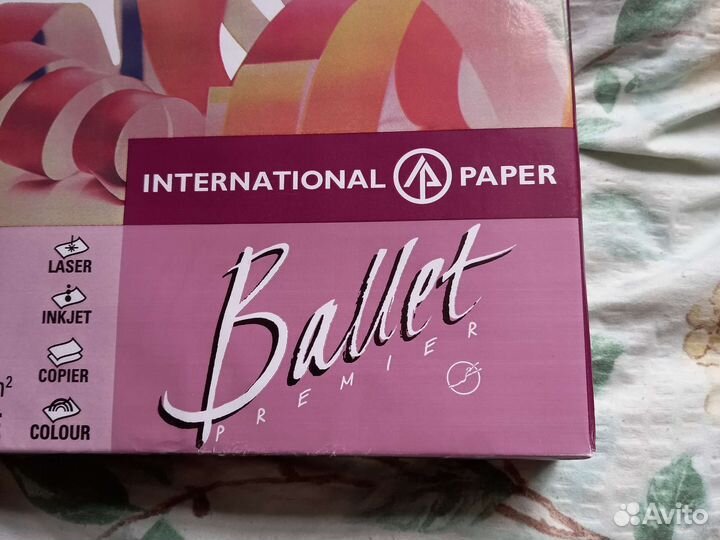 INTERNATIONAL PAPER
LASER
INKJET
COPIER
COLOUR
Ballet
PREMIER
Avito